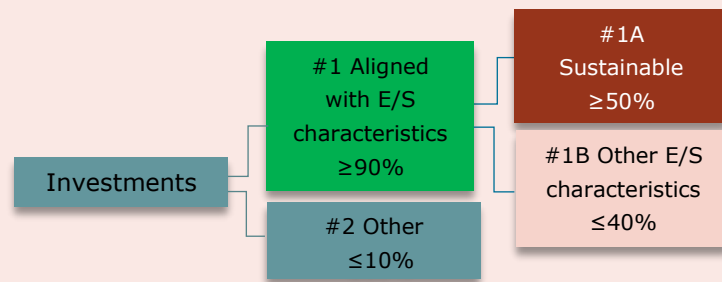 Investments
#1 Aligned
with E/S
characteristics
≥90%
#2 Other
≤10%
#1A
Sustainable
≥50%
#1B Other E/S
characteristics
≤40%